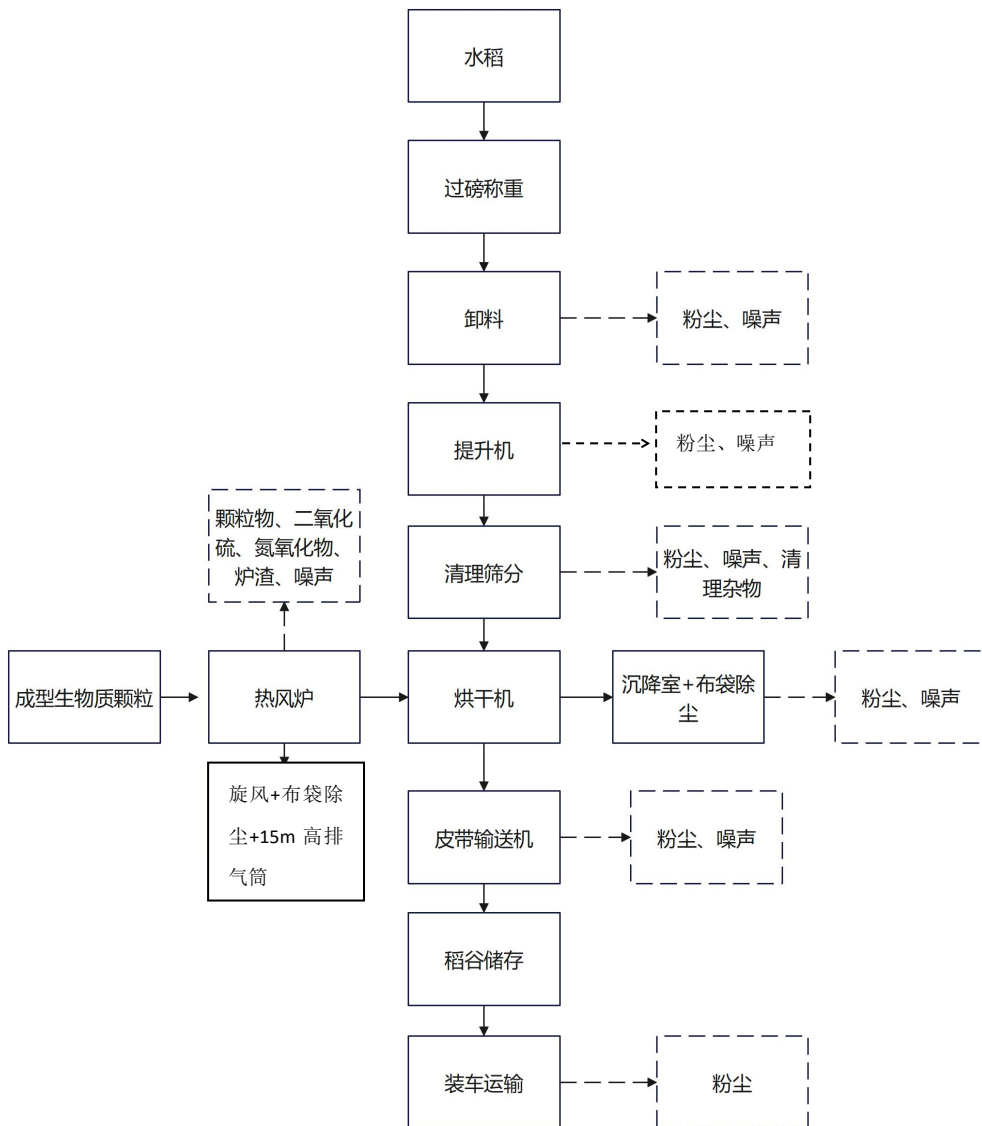 水稻
过磅称重
卸料
粉尘、噪声
提升机
粉尘、噪声
颗粒物、二氧化
硫、氮氧化物、
炉渣、噪声
清理筛分
粉尘、噪声、清
理杂物
成型生物质颗粒
热风炉
烘干机
沉降室+布袋除
尘
粉尘、噪声
旋风+布袋除
尘+15m 高排
气筒
皮带输送机
粉尘、噪声
稻谷储存
装车运输
粉尘